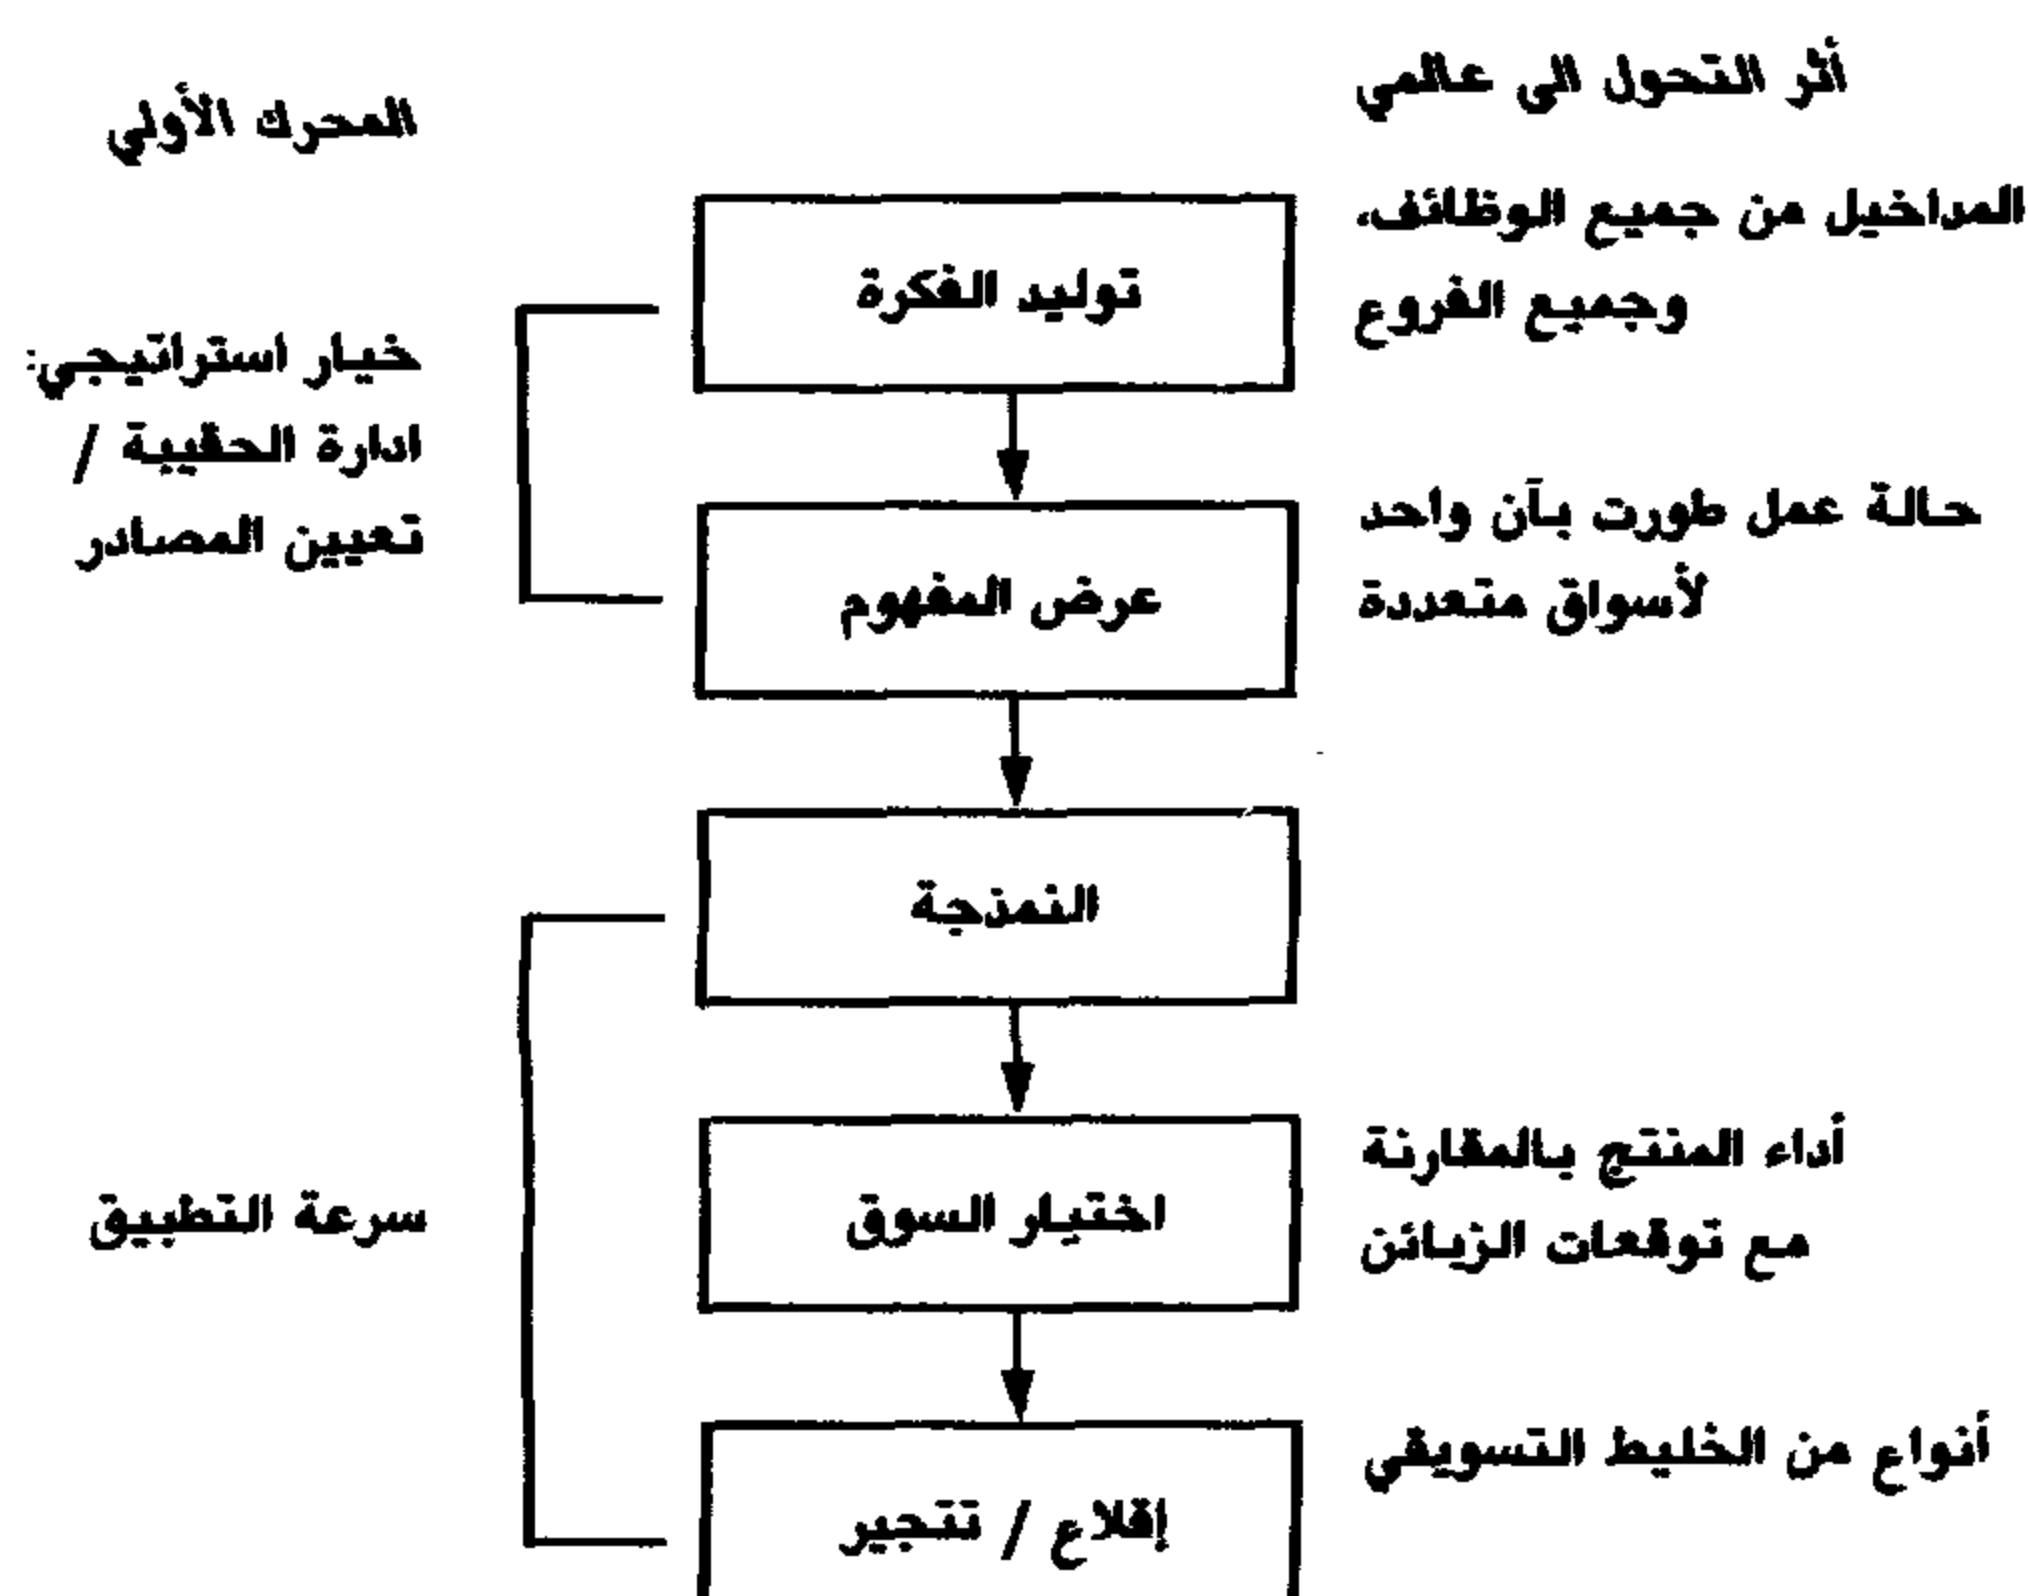 أثر التحول الى عالمي
المحرك الأولي
المداخيل من جميع الوظائف،
وجميع الفروع
توليد الفكرة
خيار استراتيجي:
ادارة الحقيبة /
تعيين المصادر
حالة عمل طورت بآن واحد
لأسواق متعددة
عرض المفهوم
النمذجة
أداء المنتج بالمقارنة
مع توقعات الزبائن
اختيار السوق
سرعة التطبيق
أنواع من الخليط التسويقي
إقلاع / تتجير